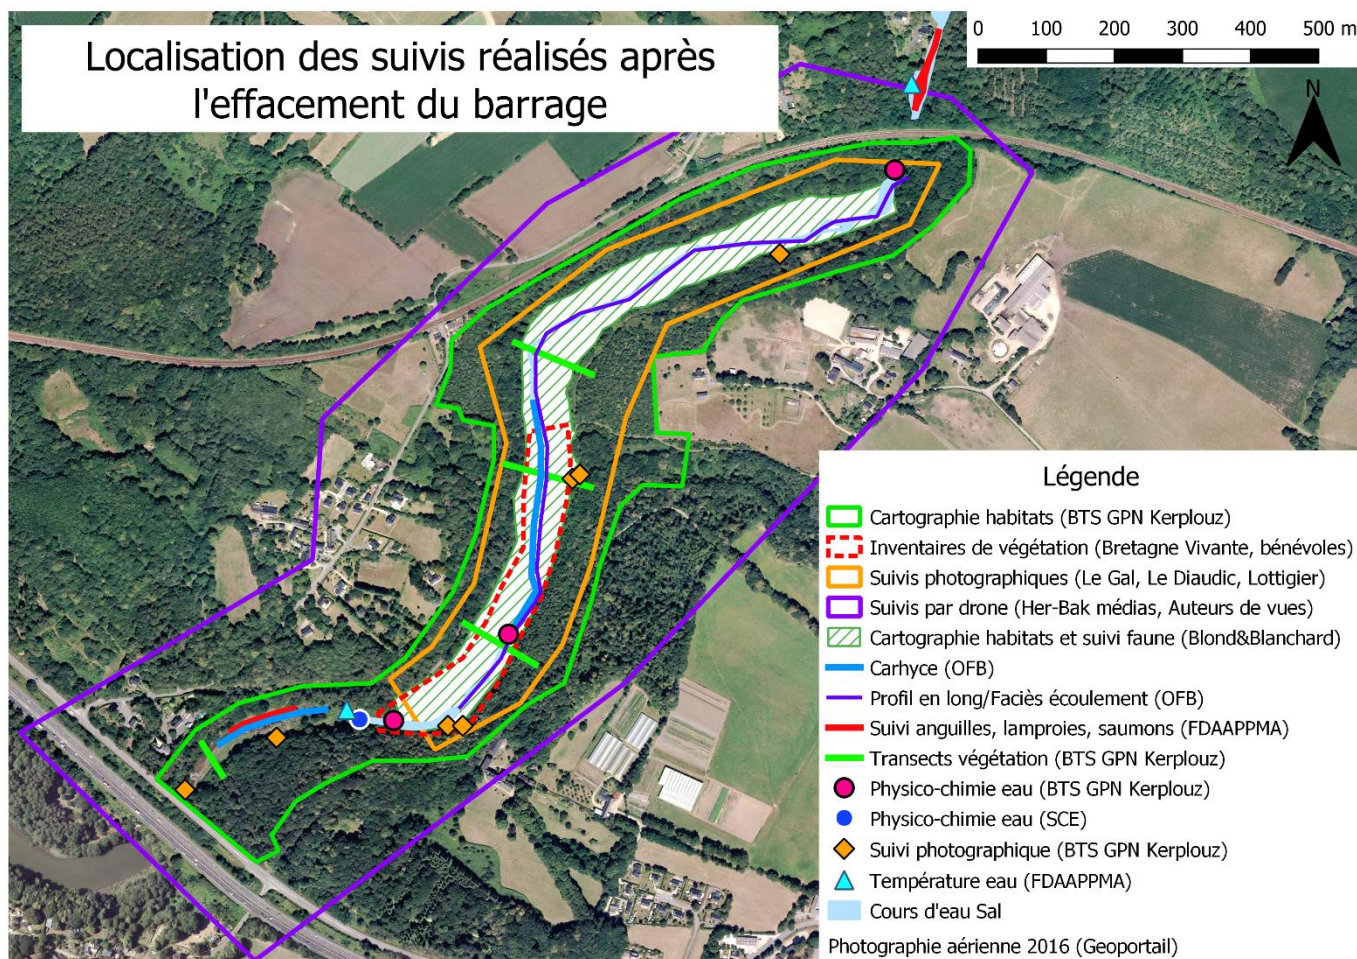 Localisation des suivis réalisés après
l'effacement du barrage
0 100 200 300 400 500 m
N
Légende
Cartographie habitats (BTS GPN Kerplouz)
Inventaires de végétation (Bretagne Vivante, bénévoles)
Suivis photographiques (Le Gal, Le Diaudic, Lottigier)
Suivis par drone (Her-Bak médias, Auteurs de vues)
Cartographie habitats et suivi faune (Blond&Blanchard)
Carhyce (OFB)
Profil en long/Faciès écoulement (OFB)
Suivi anguilles, lamproies, saumons (FDAAPPMA)
Transects végétation (BTS GPN Kerplouz)
Physico-chimie eau (BTS GPN Kerplouz)
Physico-chimie eau (SCE)
Suivi photographique (BTS GPN Kerplouz)
Température eau (FDAAPPMA)
Cours d'eau Sal
Photographie aérienne 2016 (Geoportail)